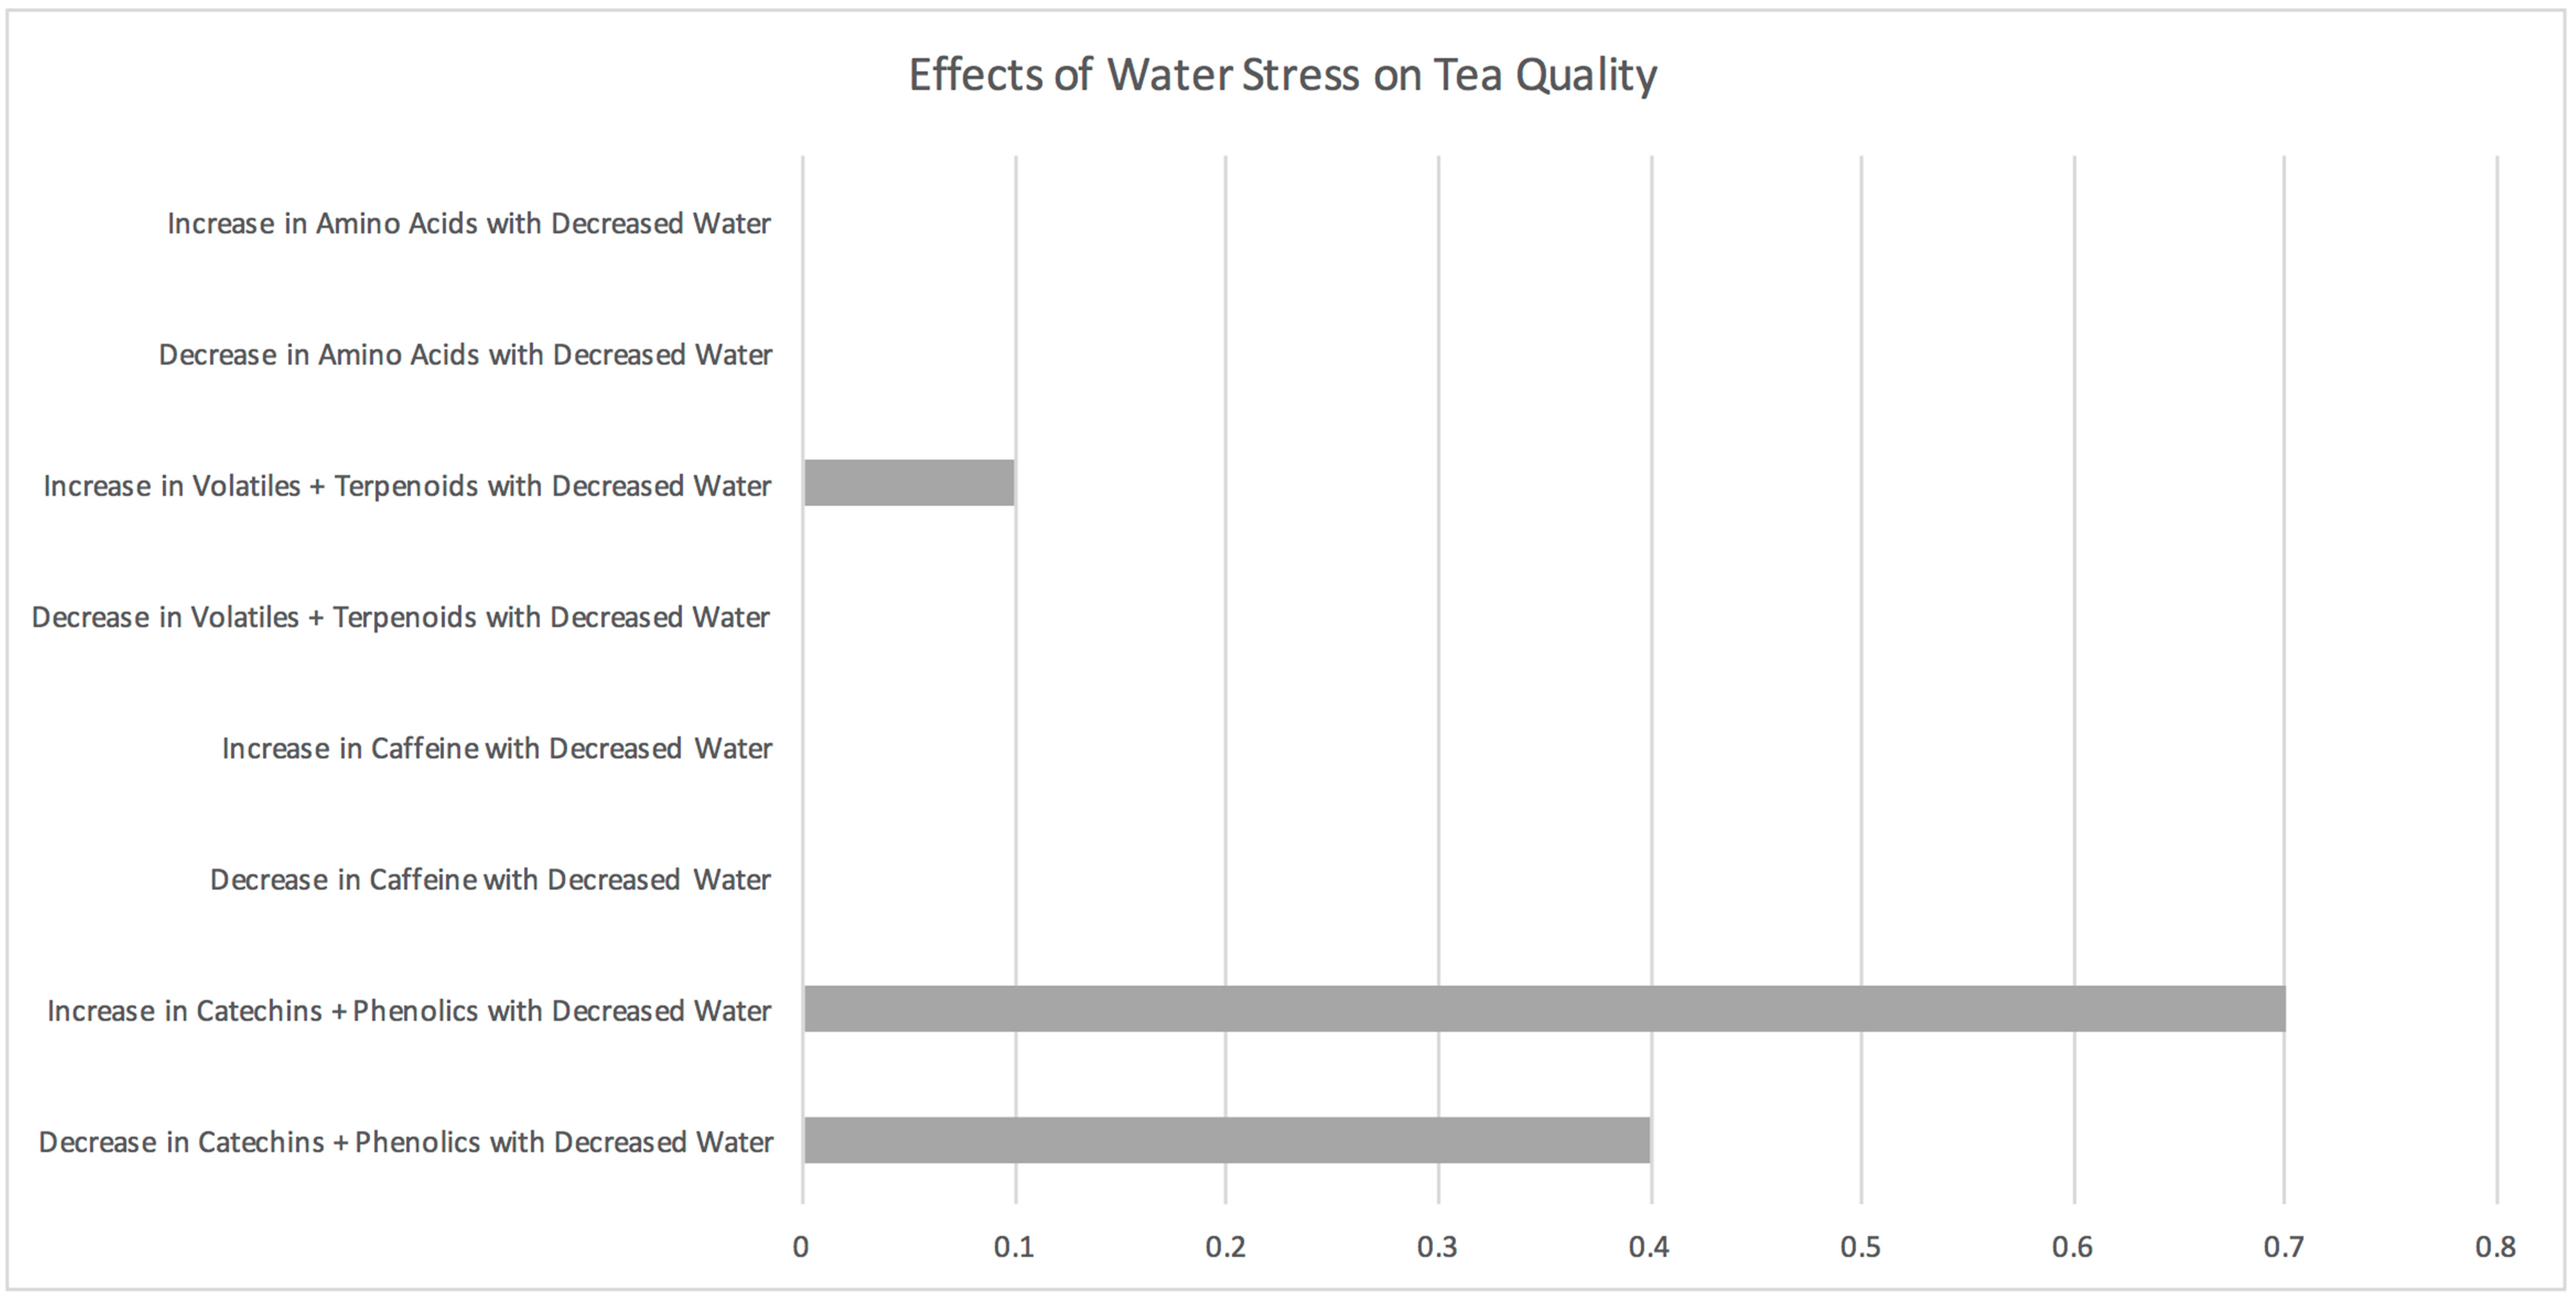 Effects of Water Stress on Tea Quality
Increase in Amino Acids with Decreased Water
Decrease in Amino Acids with Decreased Water
Increase in Volatiles + Terpenoids with Decreased Water
Decrease in Volatiles + Terpenoids with Decreased Water
Increase in Caffeine with Decreased Water
Decrease in Caffeine with Decreased Water
Increase in Catechins + Phenolics with Decreased Water
Decrease in Catechins + Phenolics with Decreased Water
0 0.1 0.2 0.3 0.4 0.5 0.6 0.7 0.8